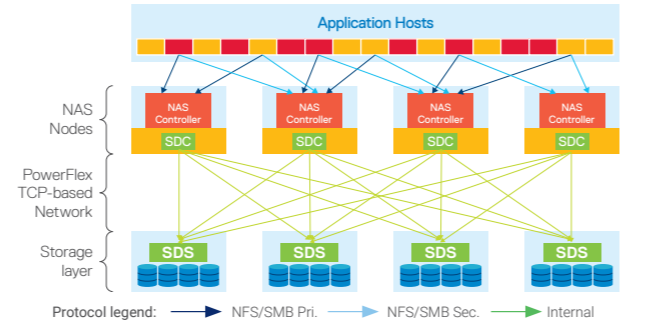 Application Hosts
NAS
Nodes
NAS
Controller
NAS
Controller
NAS
Controller
NAS
Controller
SDC
SDC
SDC
SDC
PowerFlex
TCP-based
Network
Storage
layer
SDS
SDS
SDS
SDS
Protocol legend: NFS/SMB Pri. NFS/SMB Sec. Internal